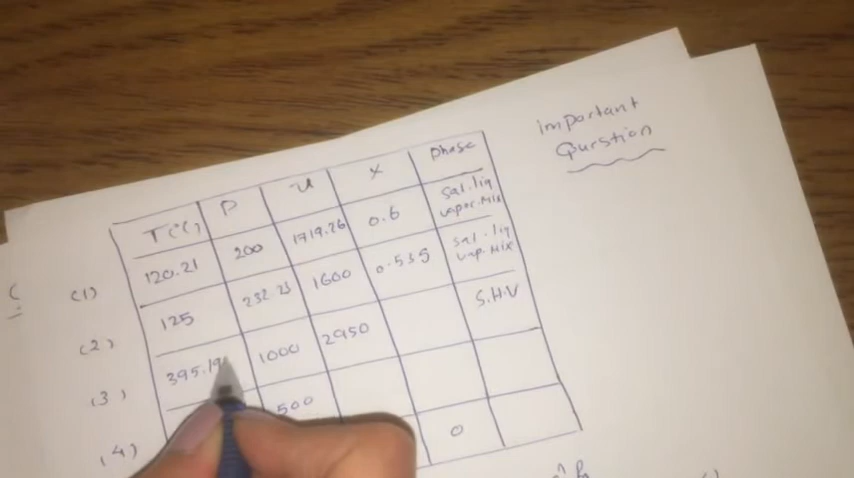 important
Qurstion
T(°C) P u x phase
(1) 120.21 200 1719.26 0.6 sat.liq vapor.Mix
(2) 125 232.23 1600 0.535 sat.liq vap.Mix
(3) 395.19 1000 2950 S.H.V
(4) 500 0